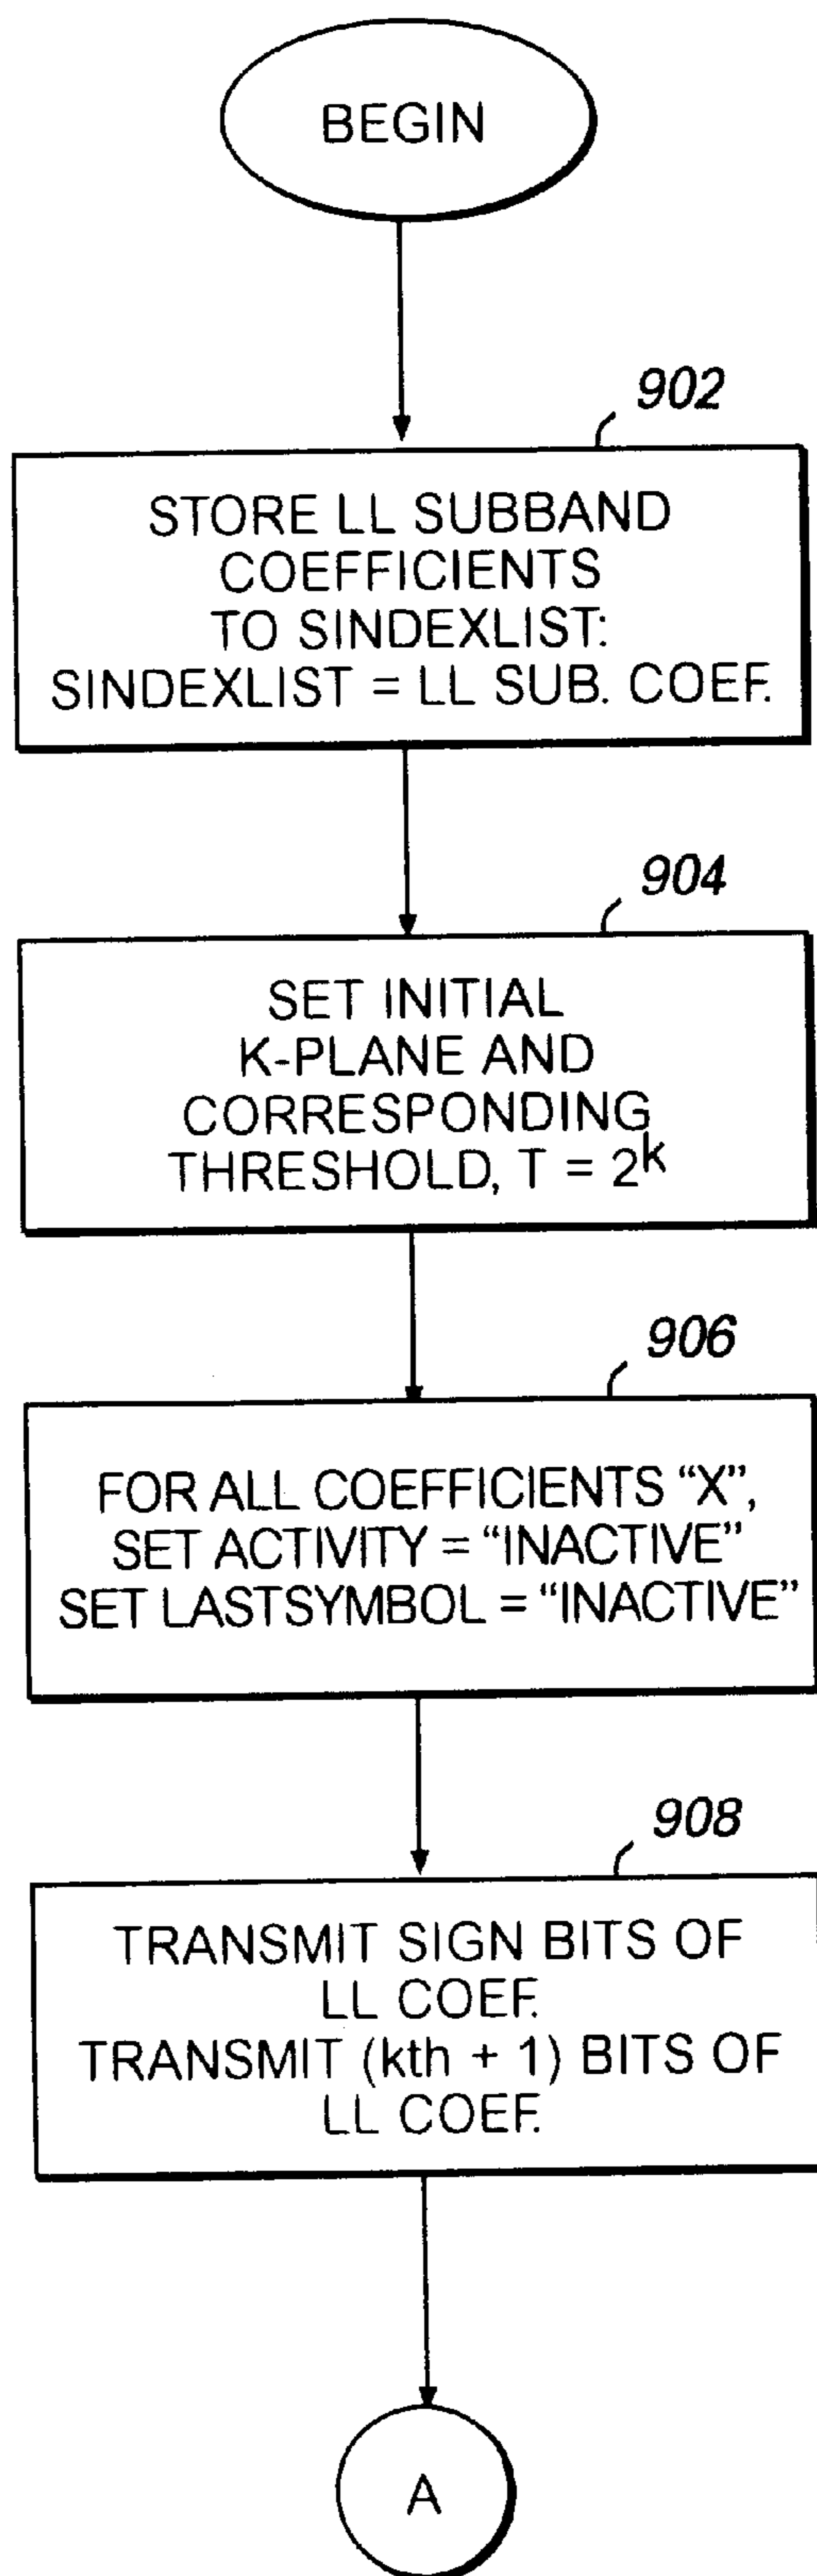 BEGIN
902
STORE LL SUBBAND
COEFFICIENTS
TO SINDEXLIST:
SINDEXLIST = LL SUB. COEF.
904
SET INITIAL
K-PLANE AND
CORRESPONDING
THRESHOLD, T = 2^k
906
FOR ALL COEFFICIENTS “X”,
SET ACTIVITY = “INACTIVE”
SET LASTSYMBOL = “INACTIVE”
908
TRANSMIT SIGN BITS OF
LL COEF.
TRANSMIT (kth + 1) BITS OF
LL COEF.
A